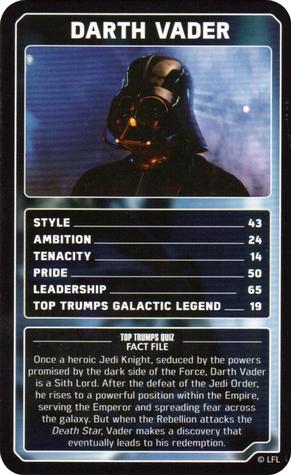 DARTH VADER
STYLE 43
AMBITION 24
TENACITY 14
PRIDE 50
LEADERSHIP 65
TOP TRUMPS GALACTIC LEGEND 19
TOP TRUMPS QUIZ
FACT FILE
Once a heroic Jedi Knight, seduced by the powers
promised by the dark side of the Force, Darth Vader
is a Sith Lord. After the defeat of the Jedi Order,
he rises to a powerful position within the Empire,
serving the Emperor and spreading fear across
the galaxy. But when the Rebellion attacks the
Death Star, Vader makes a discovery that
eventually leads to his redemption.
© LFL